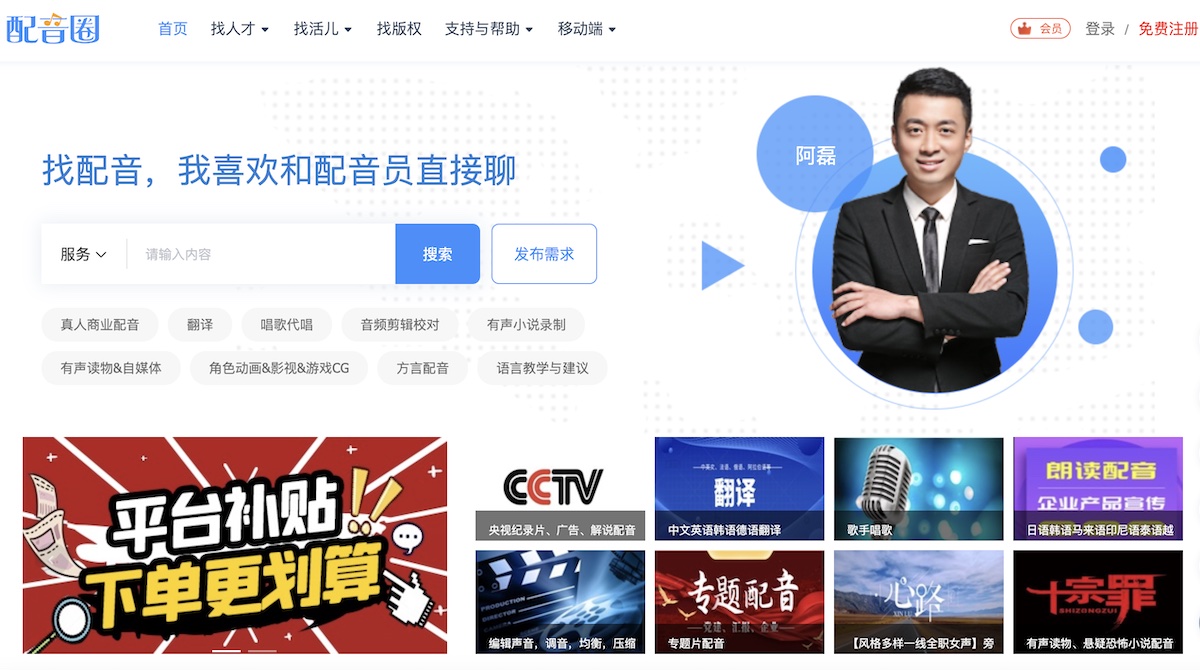 配音圈
首页 找人才 找活儿 找版权 支持与帮助 移动端
会员 登录 / 免费注册
找配音，我喜欢和配音员直接聊
阿磊
服务 请输入内容 搜索 发布需求
真人商业配音 翻译 唱歌代唱 音频剪辑校对 有声小说录制
有声读物&自媒体 角色动画&影视&游戏CG 方言配音 语言教学与建议
平台补贴!!
下单更划算
CCTV
央视纪录片、广告、解说配音
翻译
中文英语韩语德语翻译
歌手唱歌
朗读配音
企业产品宣传
日语韩语马来语印尼语泰语越
PRODUCTION
DIRECTOR
编辑声音，调音，均衡，压缩
专题配音
党建、汇报、企业
专题片配音
心路
XIN LU
【风格多样一线全职女声】旁
十宗罪
SHIZONGZUI
有声读物、悬疑恐怖小说配音